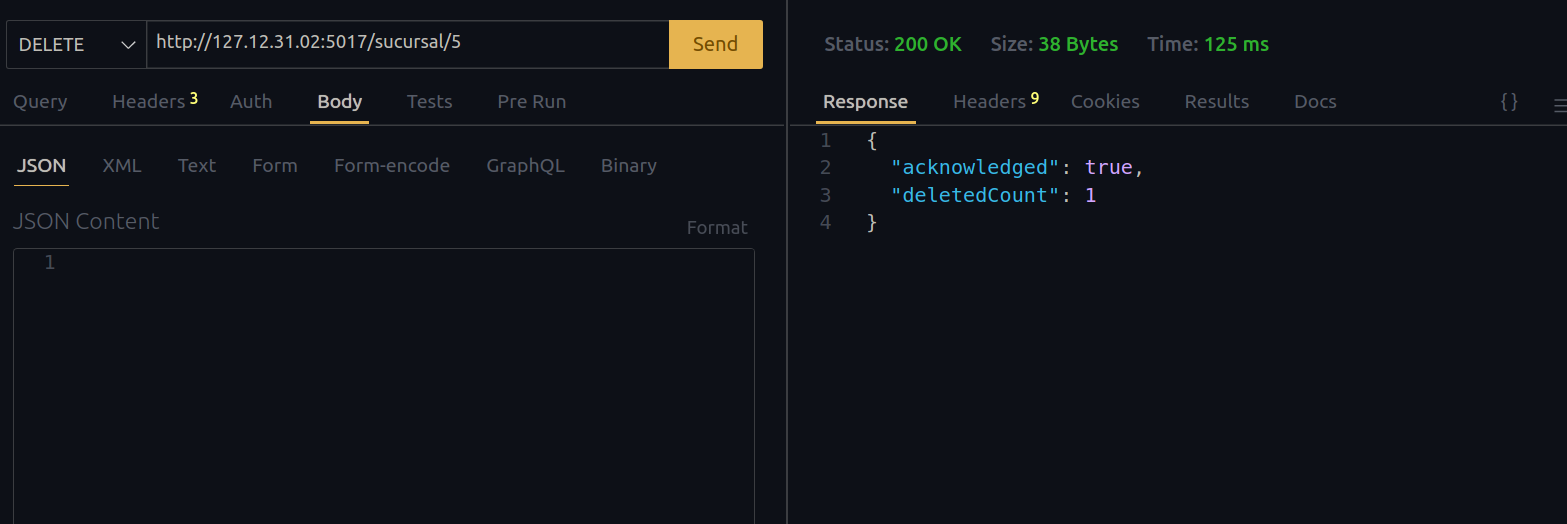 DELETE http://127.12.31.02:5017/sucursal/5 Send
Query Headers 3 Auth Body Tests Pre Run
JSON XML Text Form Form-encode GraphQL Binary
JSON Content Format
1
Status: 200 OK Size: 38 Bytes Time: 125 ms
Response Headers 9 Cookies Results Docs {}
1 {
2 "acknowledged": true,
3 "deletedCount": 1
4 }